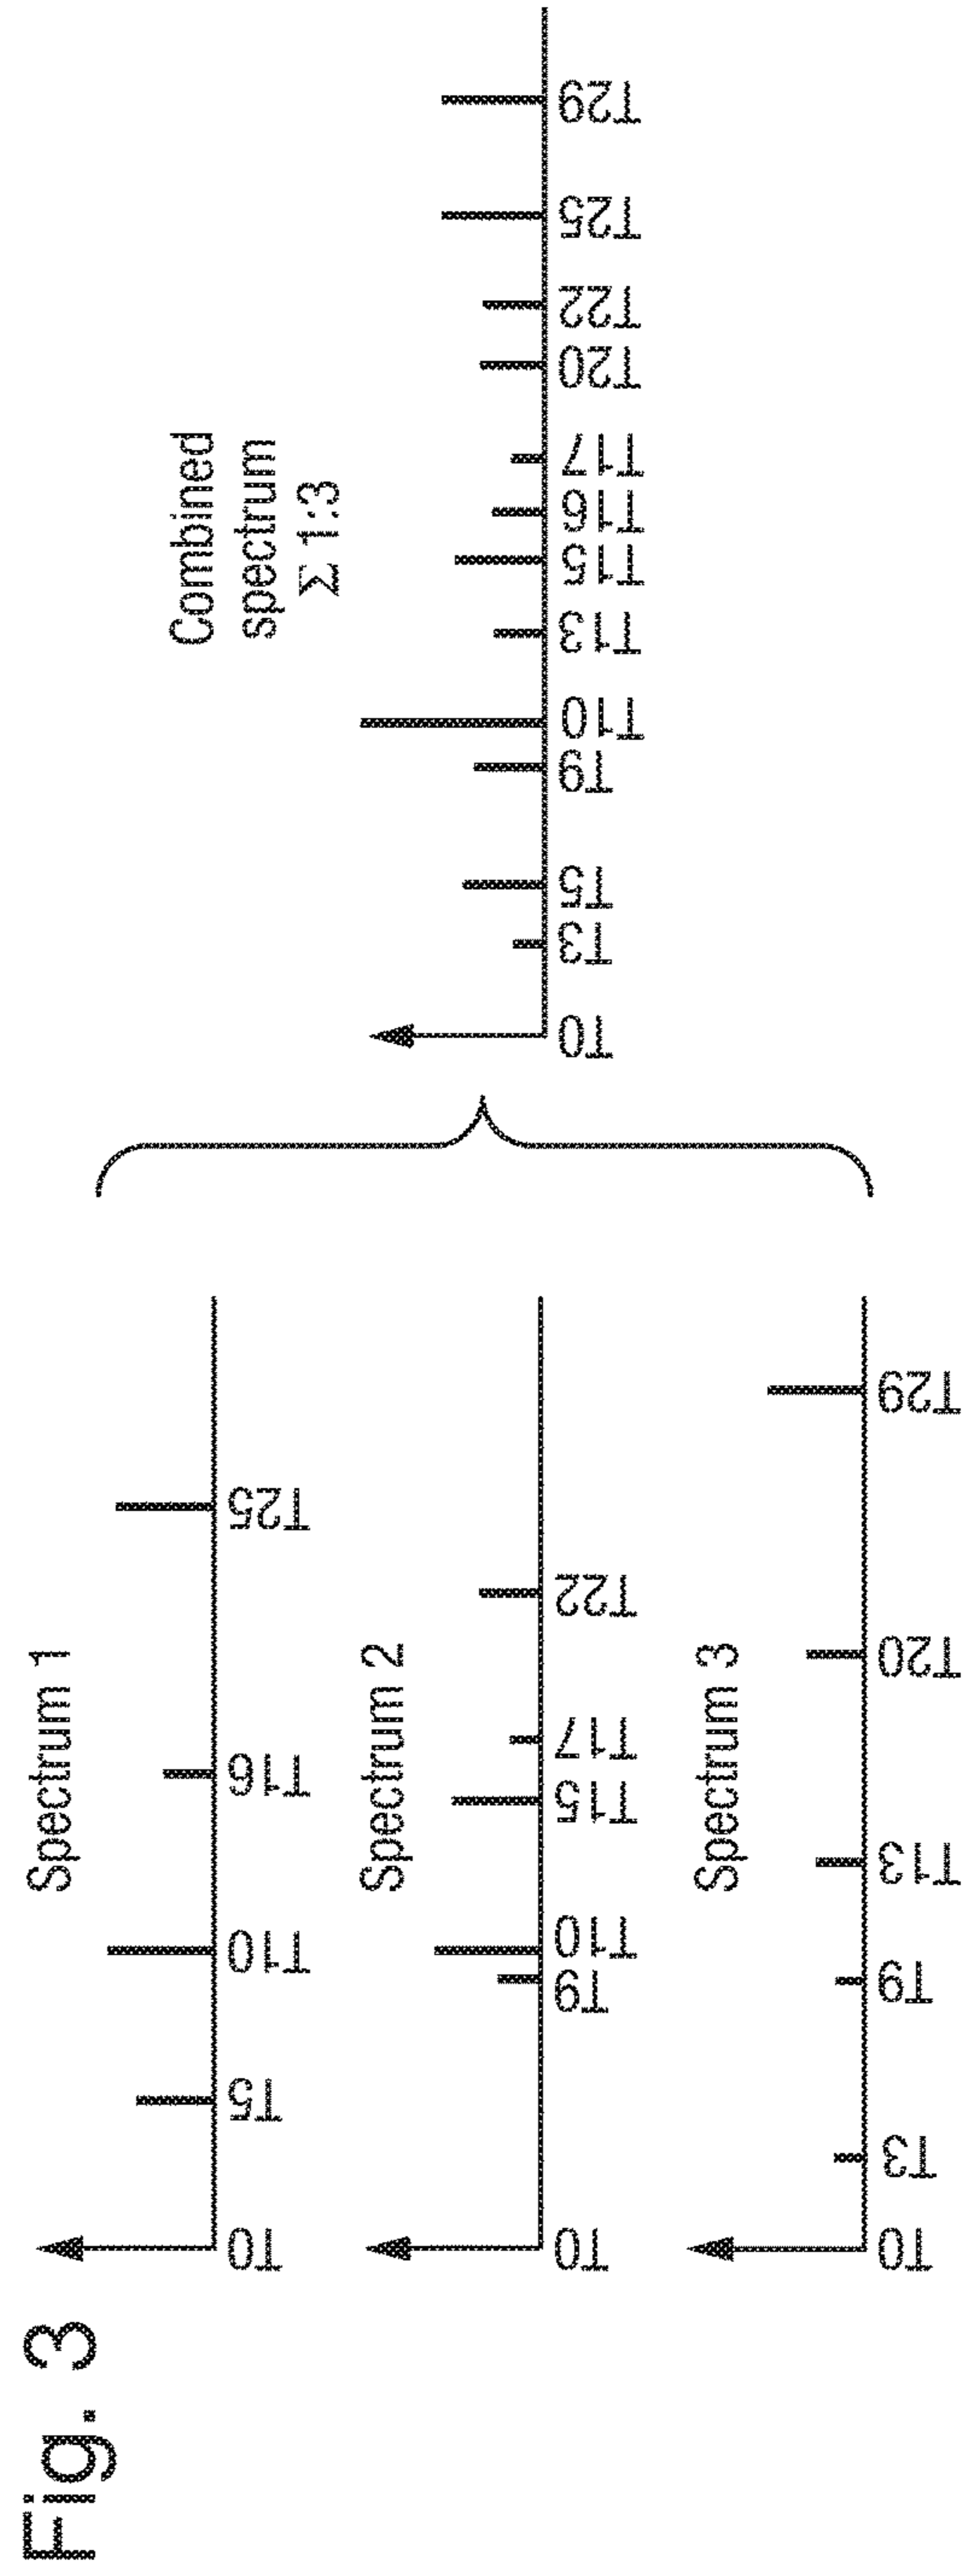 Fig. 3
Spectrum 1
T0 T5 T10 T16 T25
Spectrum 2
T0 T9 T10 T15 T17 T22
Spectrum 3
T0 T3 T9 T13 T20 T29
Combined
spectrum
Σ 1:3
T0 T3 T5 T9 T10 T13 T15 T16 T17 T20 T22 T25 T29